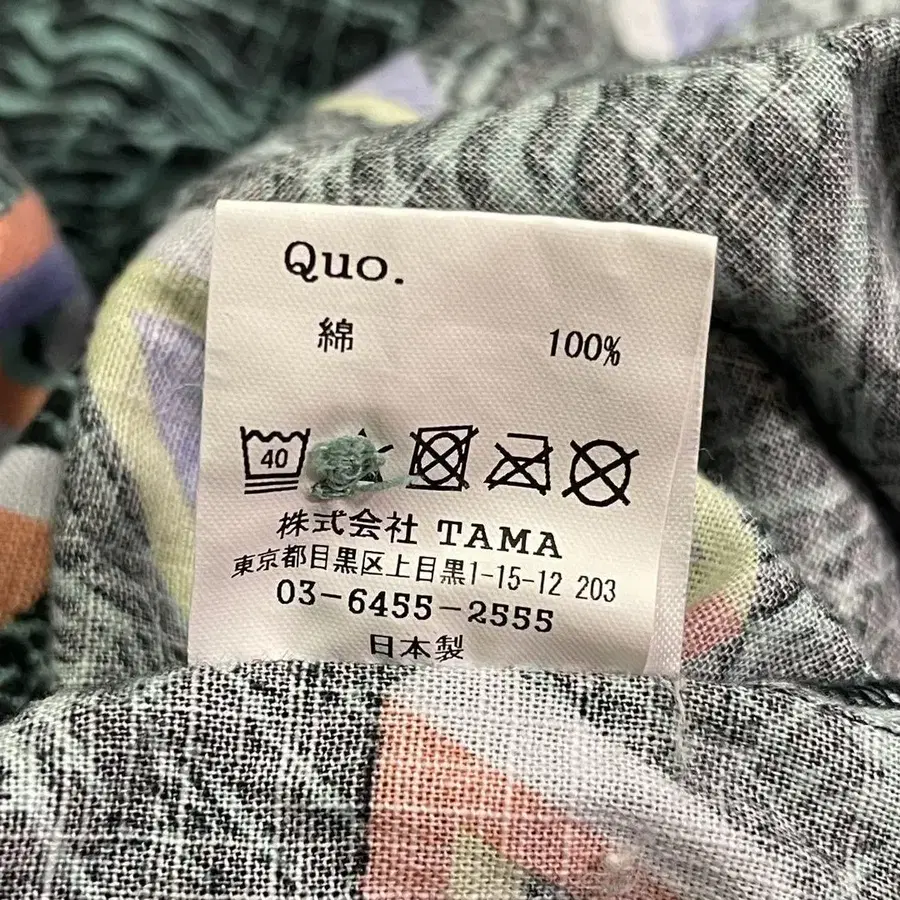 Quo.
綿 100%
40
株式会社 TAMA
東京都目黒区上目黒1-15-12 203
03-6455-2555
日本製